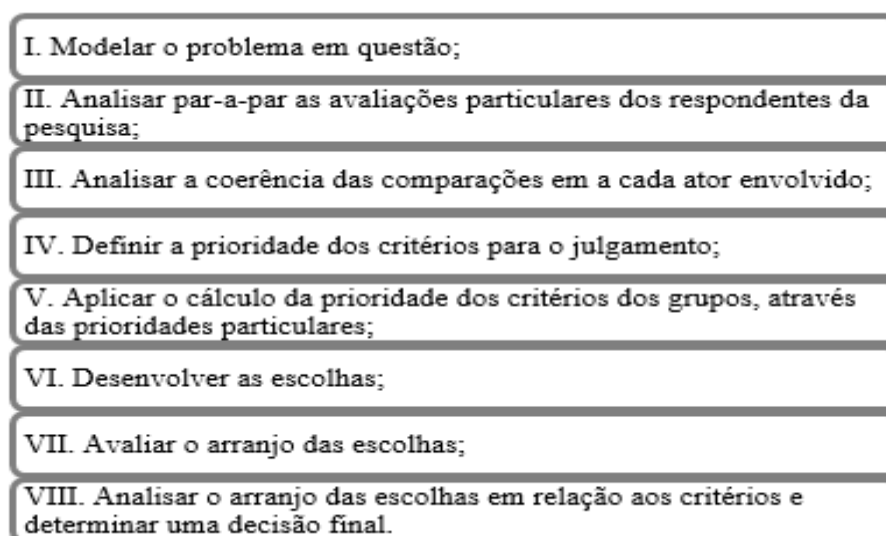 I. Modelar o problema em questão;
II. Analisar par-a-par as avaliações particulares dos respondentes da
pesquisa;
III. Analisar a coerência das comparações em a cada ator envolvido;
IV. Definir a prioridade dos critérios para o julgamento;
V. Aplicar o cálculo da prioridade dos critérios dos grupos, através
das prioridades particulares;
VI. Desenvolver as escolhas;
VII. Avaliar o arranjo das escolhas;
VIII. Analisar o arranjo das escolhas em relação aos critérios e
determinar uma decisão final.